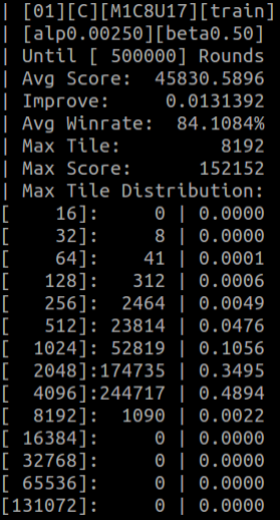 | [01][C][M1C8U17][train]
| [alp0.00250][beta0.50]
| Until [ 500000] Rounds
| Avg Score:  45830.5896
| Improve:     0.0131392
| Avg Winrate:  84.1084%
| Max Tile:         8192
| Max Score:      152152
| Max Tile Distribution:
[    16]:     0 | 0.0000
[    32]:     8 | 0.0000
[    64]:    41 | 0.0001
[   128]:   312 | 0.0006
[   256]:  2464 | 0.0049
[   512]: 23814 | 0.0476
[  1024]: 52819 | 0.1056
[  2048]:174735 | 0.3495
[  4096]:244717 | 0.4894
[  8192]:  1090 | 0.0022
[ 16384]:     0 | 0.0000
[ 32768]:     0 | 0.0000
[ 65536]:     0 | 0.0000
[131072]:     0 | 0.0000